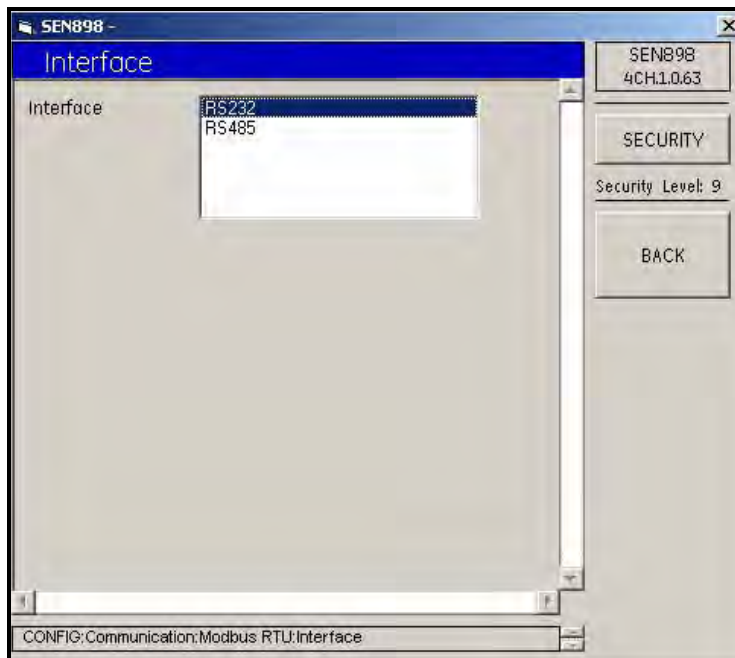 SEN898 -
Interface
SEN898
4CH.1.0.63
Interface
RS232
RS485
SECURITY
Security Level: 9
BACK
CONFIG:Communication:Modbus RTU:Interface